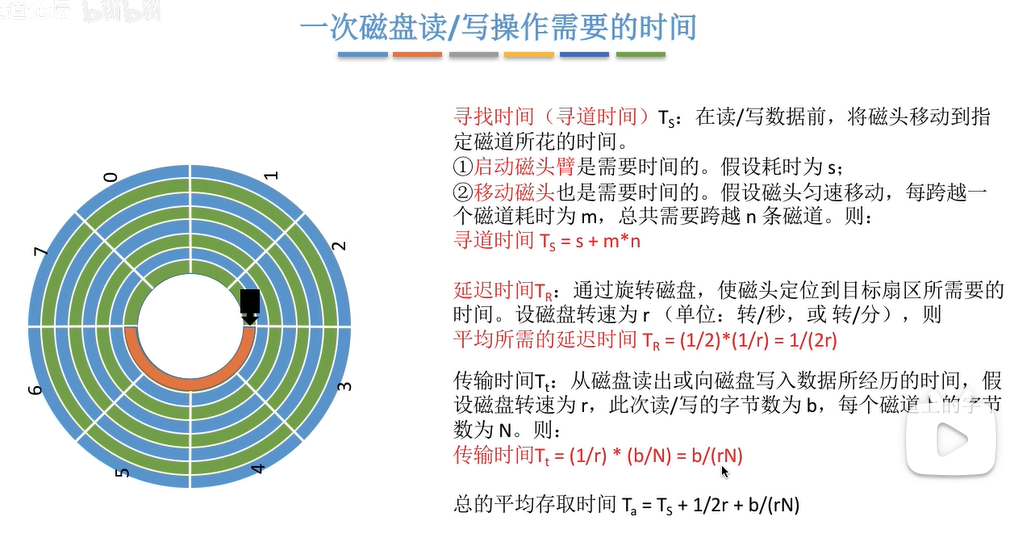 bilibili
一次磁盘读/写操作需要的时间
寻找时间（寻道时间）TS：在读/写数据前，将磁头移动到指
定磁道所花的时间。
①启动磁头臂是需要时间的。假设耗时为 s；
②移动磁头也是需要时间的。假设磁头匀速移动，每跨越一
个磁道耗时为 m，总共需要跨越 n 条磁道。则：
寻道时间 TS = s + m*n
延迟时间TR：通过旋转磁盘，使磁头定位到目标扇区所需要的
时间。设磁盘转速为 r （单位：转/秒，或 转/分），则
平均所需的延迟时间 TR = (1/2)*(1/r) = 1/(2r)
传输时间Tt：从磁盘读出或向磁盘写入数据所经历的时间，假
设磁盘转速为 r，此次读/写的字节数为 b，每个磁道上的字节
数为 N。则：
传输时间Tt = (1/r) * (b/N) = b/(rN)
总的平均存取时间 Ta = TS + 1/2r + b/(rN)
0
1
2
3
4
5
6
7